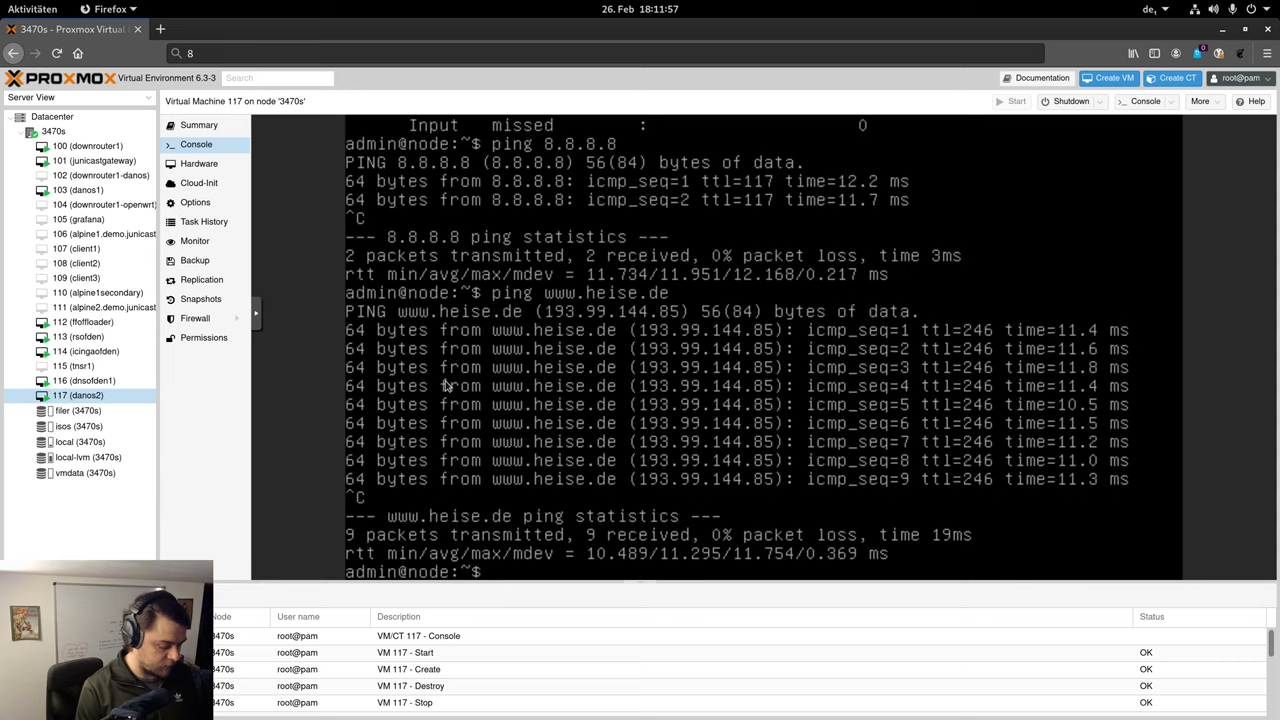 Aktivitäten
Firefox
26. Feb 18:11:57
de₁
3470s - Proxmox Virtual
8
PROXMOX
Virtual Environment 6.3-3
Search
Documentation
Create VM
Create CT
root@pam
Server View
Virtual Machine 117 on node '3470s'
Start
Shutdown
Console
More
Help
Datacenter
3470s
100 (downrouter1)
101 (junicastgateway)
102 (downrouter1-danos)
103 (danos1)
104 (downrouter1-openwrt)
105 (grafana)
106 (alpine1.demo.junicast
107 (client1)
108 (client2)
109 (client3)
110 (alpine1secondary)
111 (alpine2.demo.junicast
112 (ffoffloader)
113 (rsofden)
114 (icingaofden)
115 (tnsr1)
116 (dnsofden1)
117 (danos2)
filer (3470s)
isos (3470s)
local (3470s)
local-lvm (3470s)
vmdata (3470s)
Summary
Console
Hardware
Cloud-Init
Options
Task History
Monitor
Backup
Replication
Snapshots
Firewall
Permissions
Input missed : 0
admin@node:~$ ping 8.8.8.8
PING 8.8.8.8 (8.8.8.8) 56(84) bytes of data.
64 bytes from 8.8.8.8: icmp_seq=1 ttl=117 time=12.2 ms
64 bytes from 8.8.8.8: icmp_seq=2 ttl=117 time=11.7 ms
^C
--- 8.8.8.8 ping statistics ---
2 packets transmitted, 2 received, 0% packet loss, time 3ms
rtt min/avg/max/mdev = 11.734/11.951/12.168/0.217 ms
admin@node:~$ ping www.heise.de
PING www.heise.de (193.99.144.85) 56(84) bytes of data.
64 bytes from www.heise.de (193.99.144.85): icmp_seq=1 ttl=246 time=11.4 ms
64 bytes from www.heise.de (193.99.144.85): icmp_seq=2 ttl=246 time=11.6 ms
64 bytes from www.heise.de (193.99.144.85): icmp_seq=3 ttl=246 time=11.8 ms
64 bytes from www.heise.de (193.99.144.85): icmp_seq=4 ttl=246 time=11.4 ms
64 bytes from www.heise.de (193.99.144.85): icmp_seq=5 ttl=246 time=10.5 ms
64 bytes from www.heise.de (193.99.144.85): icmp_seq=6 ttl=246 time=11.5 ms
64 bytes from www.heise.de (193.99.144.85): icmp_seq=7 ttl=246 time=11.2 ms
64 bytes from www.heise.de (193.99.144.85): icmp_seq=8 ttl=246 time=11.0 ms
64 bytes from www.heise.de (193.99.144.85): icmp_seq=9 ttl=246 time=11.3 ms
^C
--- www.heise.de ping statistics ---
9 packets transmitted, 9 received, 0% packet loss, time 19ms
rtt min/avg/max/mdev = 10.489/11.295/11.754/0.369 ms
admin@node:~$
Node User name Description Status
3470s root@pam VM/CT 117 - Console
3470s root@pam VM 117 - Start OK
3470s root@pam VM 117 - Create OK
3470s root@pam VM 117 - Destroy OK
3470s root@pam VM 117 - Stop OK